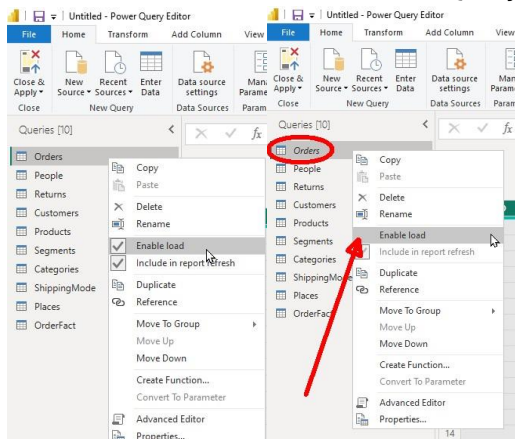 Untitled - Power Query Editor
File Home Transform Add Column View
Close & Apply New Source Recent Sources Enter Data Data source settings
Close New Query Data Sources Param
Queries [10]
fx
Orders
People
Returns
Customers
Products
Segments
Categories
ShippingMode
Places
OrderFact
Copy
Paste
Delete
Rename
Enable load
Include in report refresh
Duplicate
Reference
Move To Group
Move Up
Move Down
Create Function...
Convert To Parameter
Advanced Editor
Properties...
Untitled - Power Query Editor
File Home Transform Add Column View
Close & Apply New Source Recent Sources Enter Data Data source settings
Close New Query Data Sources Param
Queries [10]
fx
Orders
People
Returns
Customers
Products
Segments
Categories
ShippingMode
Places
OrderFact
Copy
Paste
Delete
Rename
Enable load
Include in report refresh
Duplicate
Reference
Move To Group
Move Up
Move Down
Create Function...
Convert To Parameter
Advanced Editor
Properties...
14